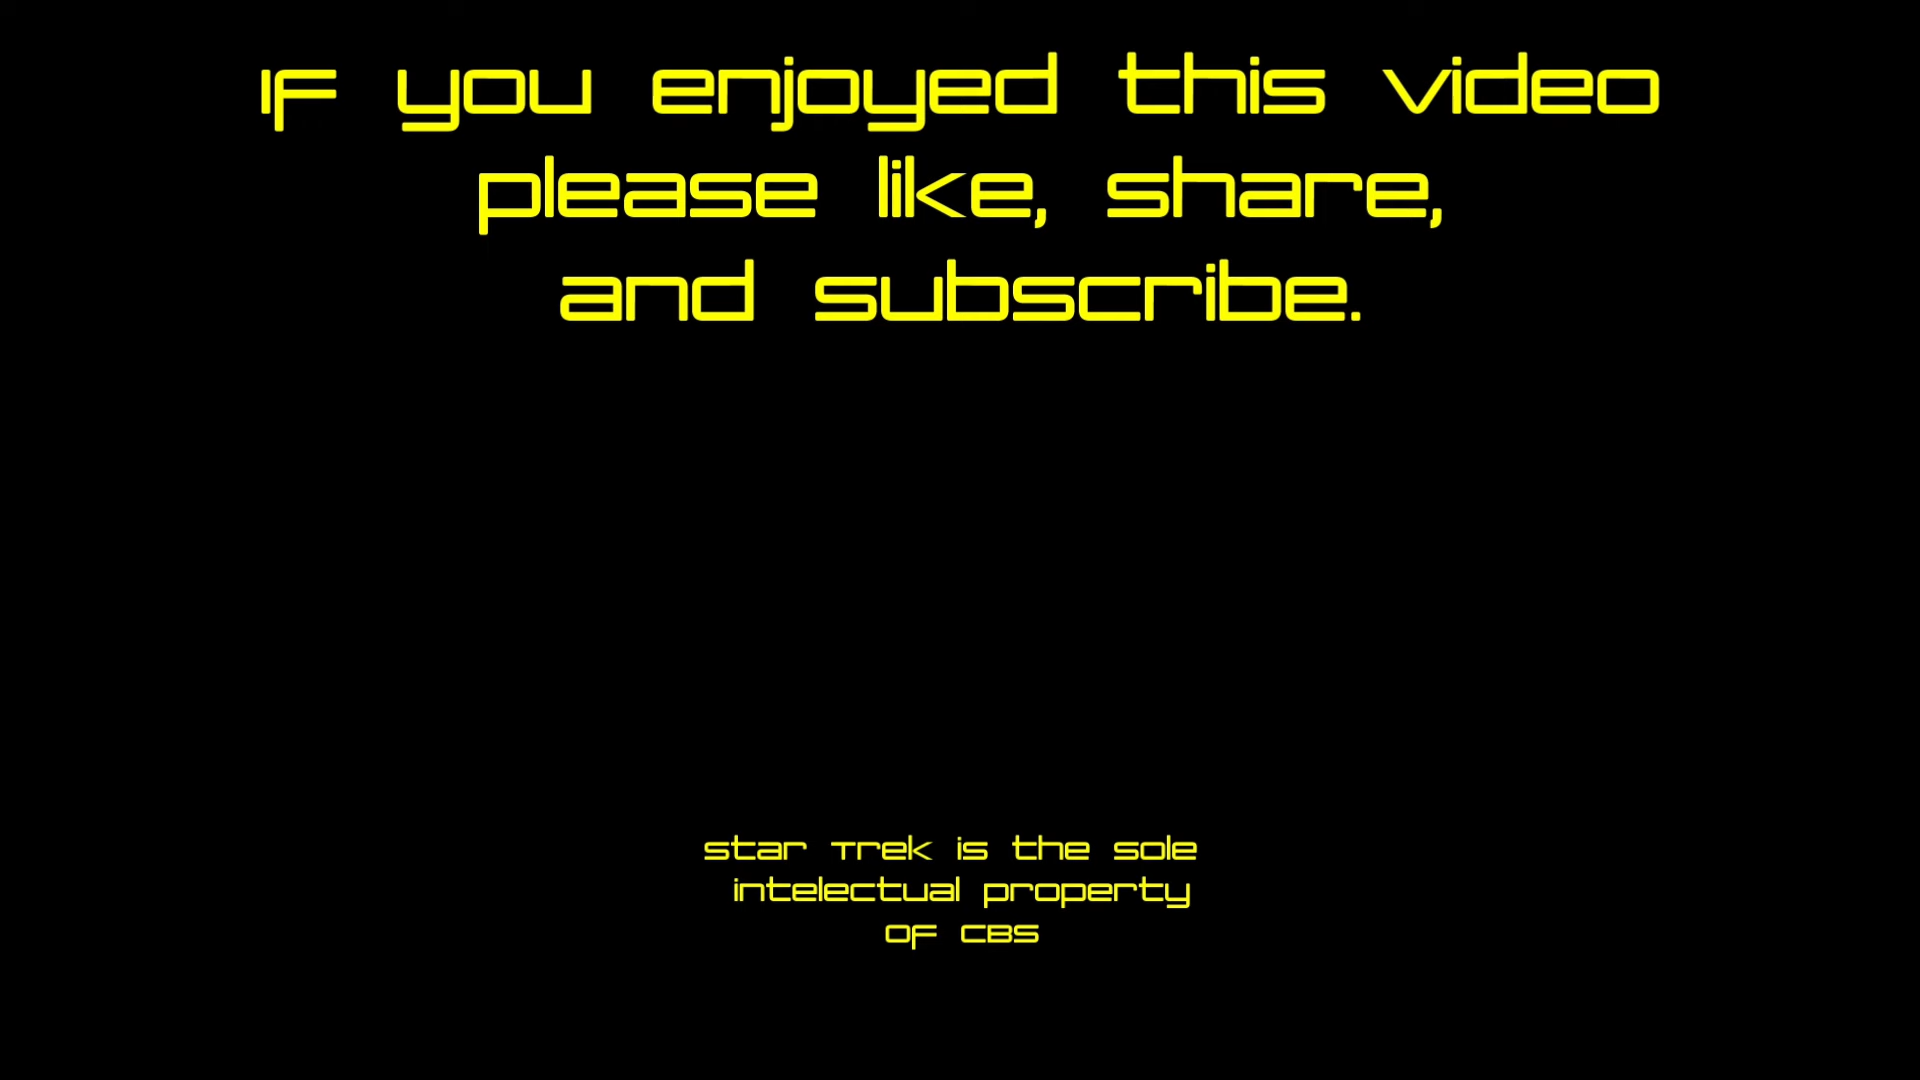 If you enjoyed this video
please like, share,
and subscribe.
Star Trek is the sole
intelectual property
of CBS